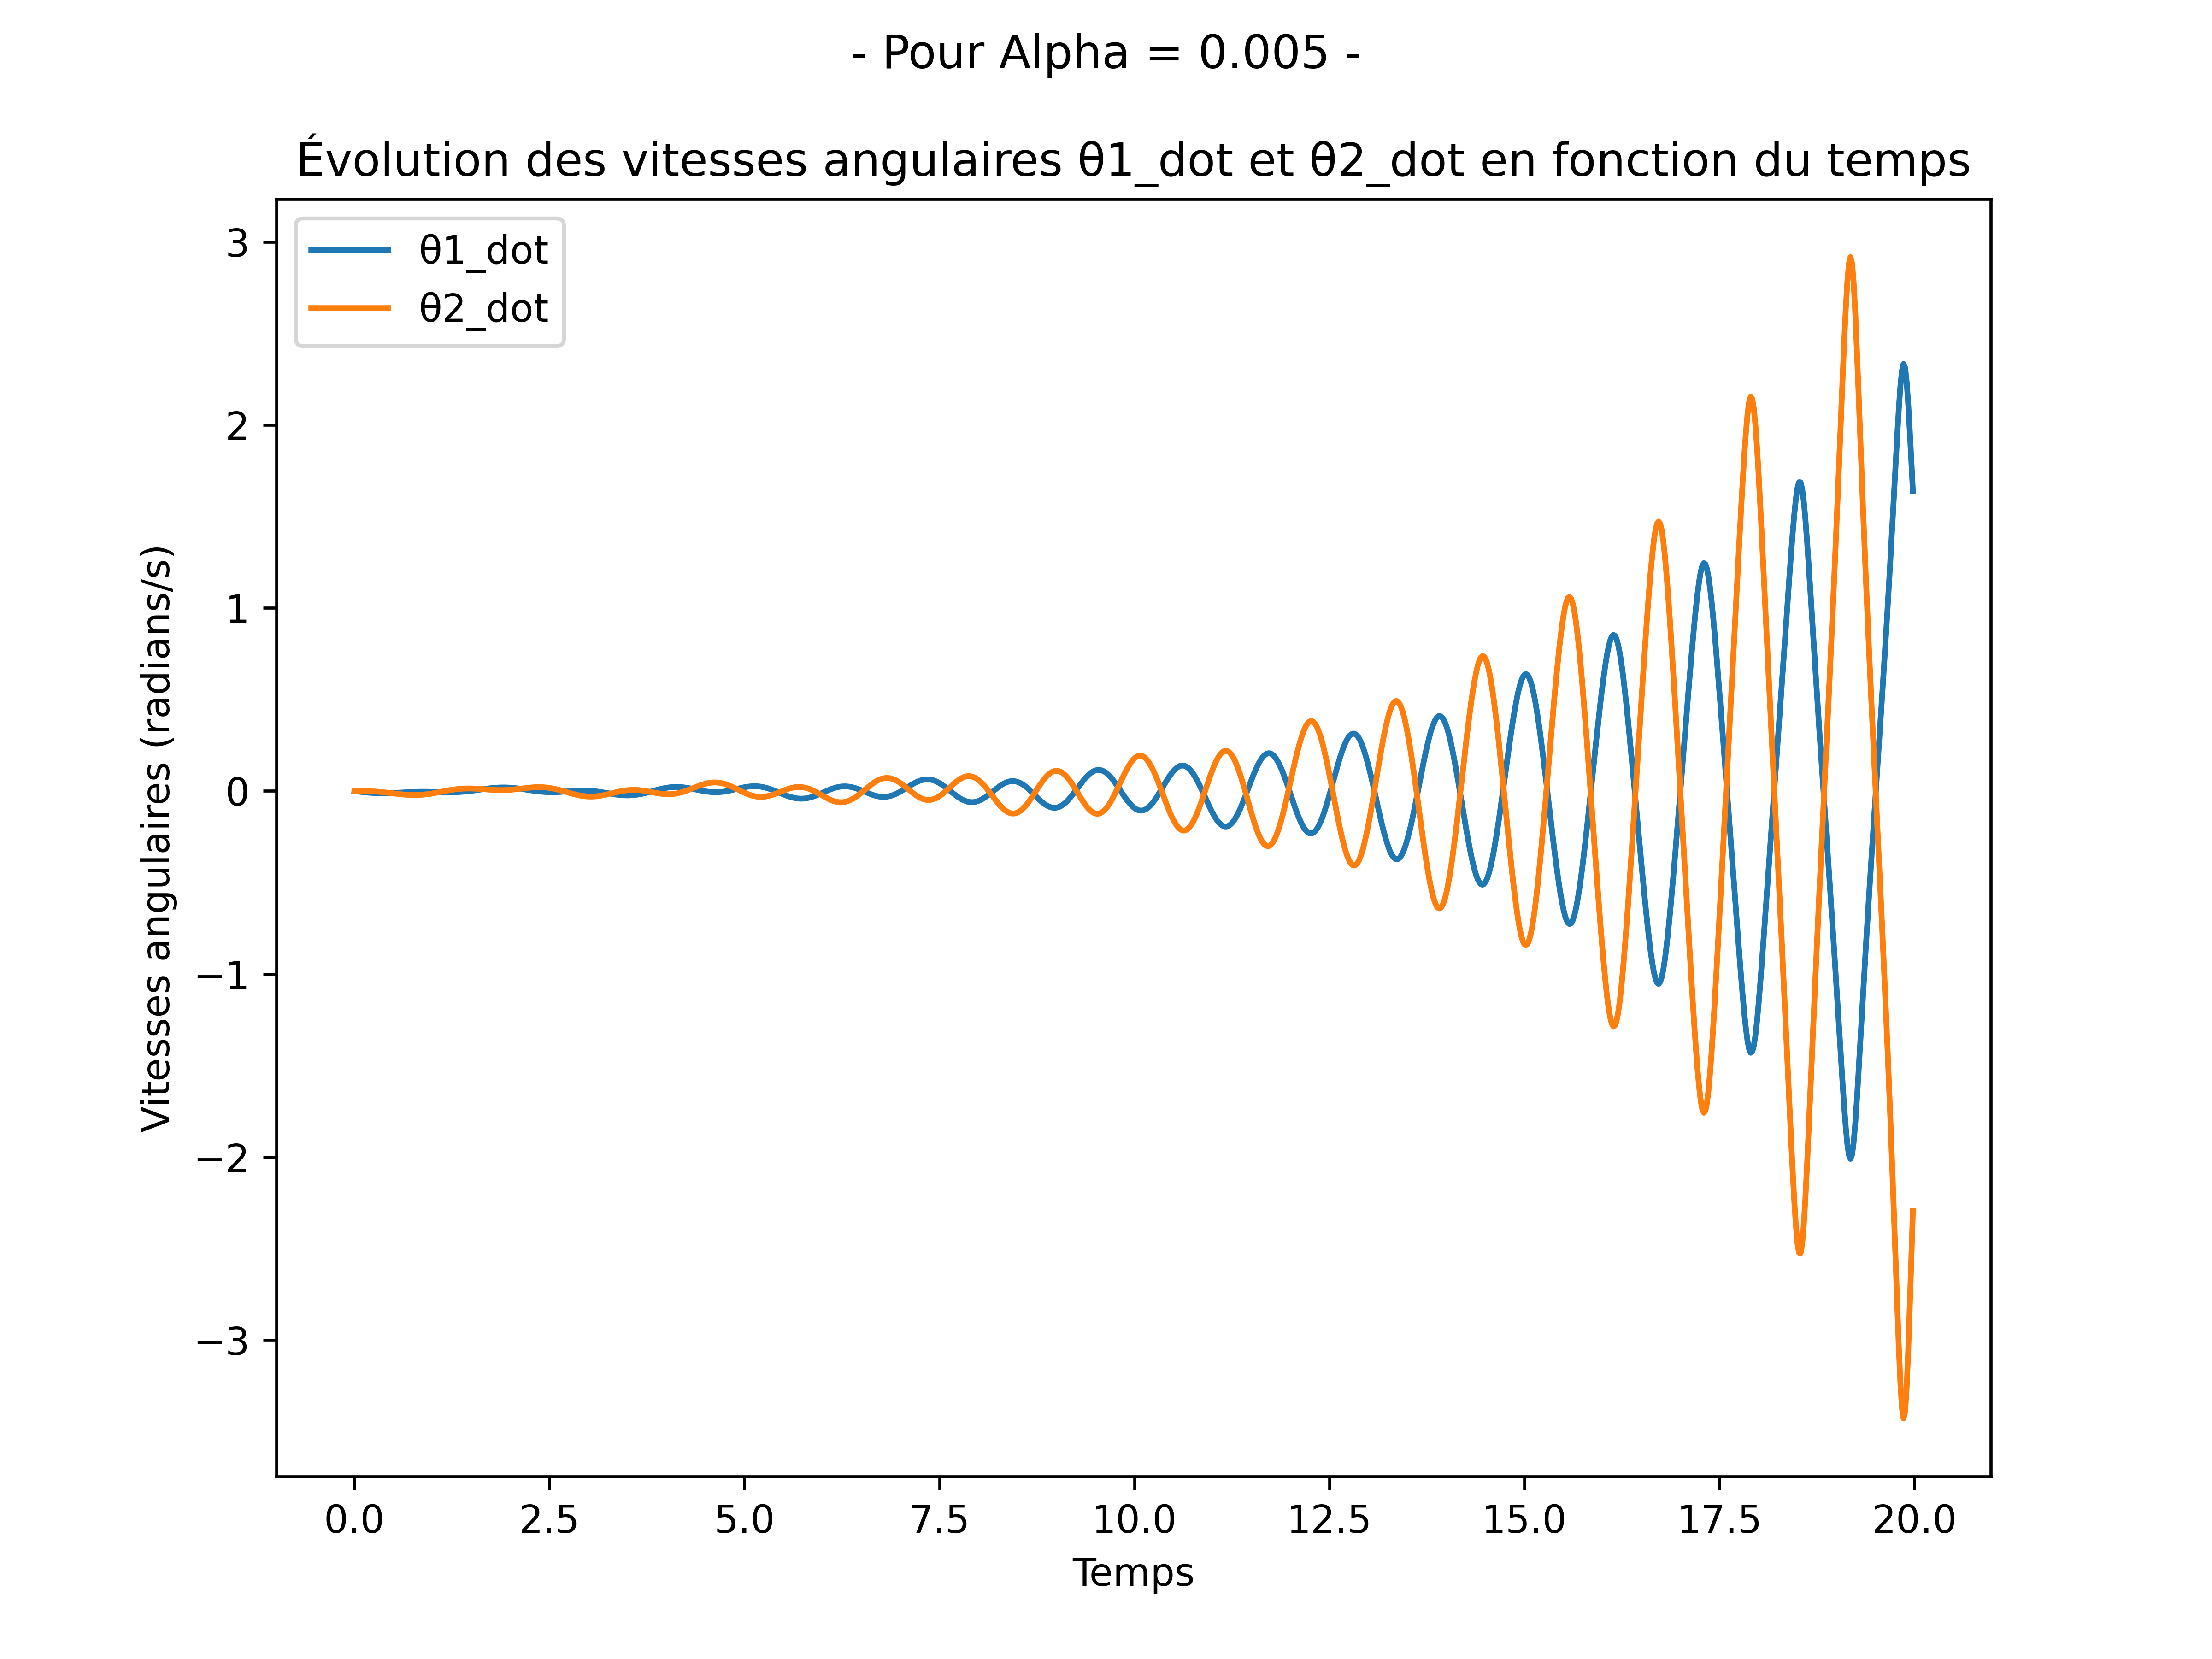 - Pour Alpha = 0.005 -
Évolution des vitesses angulaires θ1_dot et θ2_dot en fonction du temps
θ1_dot
θ2_dot
Vitesses angulaires (radians/s)
3
2
1
0
−1
−2
−3
0.0 2.5 5.0 7.5 10.0 12.5 15.0 17.5 20.0
Temps